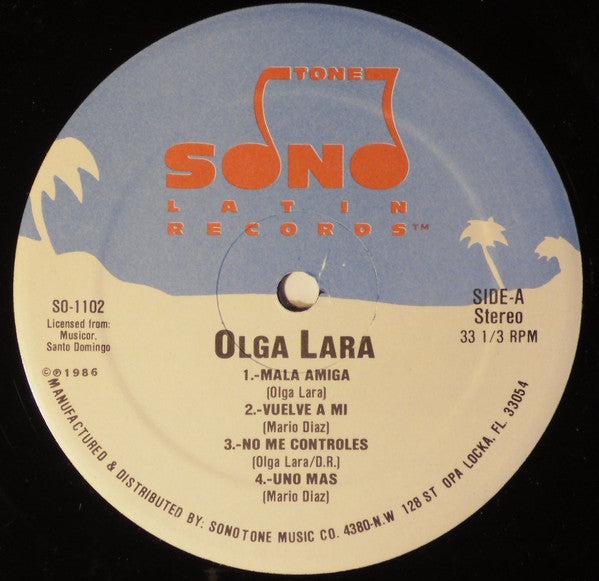 TONE
SONO
LATIN
RECORDS™
SO-1102
Licensed from:
Musicor,
Santo Domingo
©℗1986
SIDE-A
Stereo
33 1/3 RPM
OLGA LARA
1.-MALA AMIGA
(Olga Lara)
2.-VUELVE A MI
(Mario Diaz)
3.-NO ME CONTROLES
(Olga Lara/D.R.)
4.-UNO MAS
(Mario Diaz)
MANUFACTURED & DISTRIBUTED BY: SONOTONE MUSIC CO. 4380-N.W 128 ST OPA LOCKA, FL. 33054